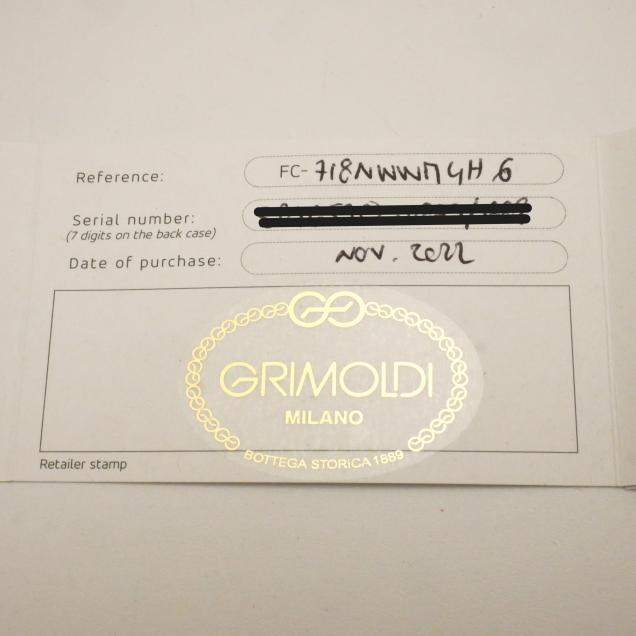 Reference: FC-718NWWM4H6
Serial number:
(7 digits on the back case)
Date of purchase: NOV. 2022
GRIMOLDI
MILANO
BOTTEGA STORICA 1889
Retailer stamp